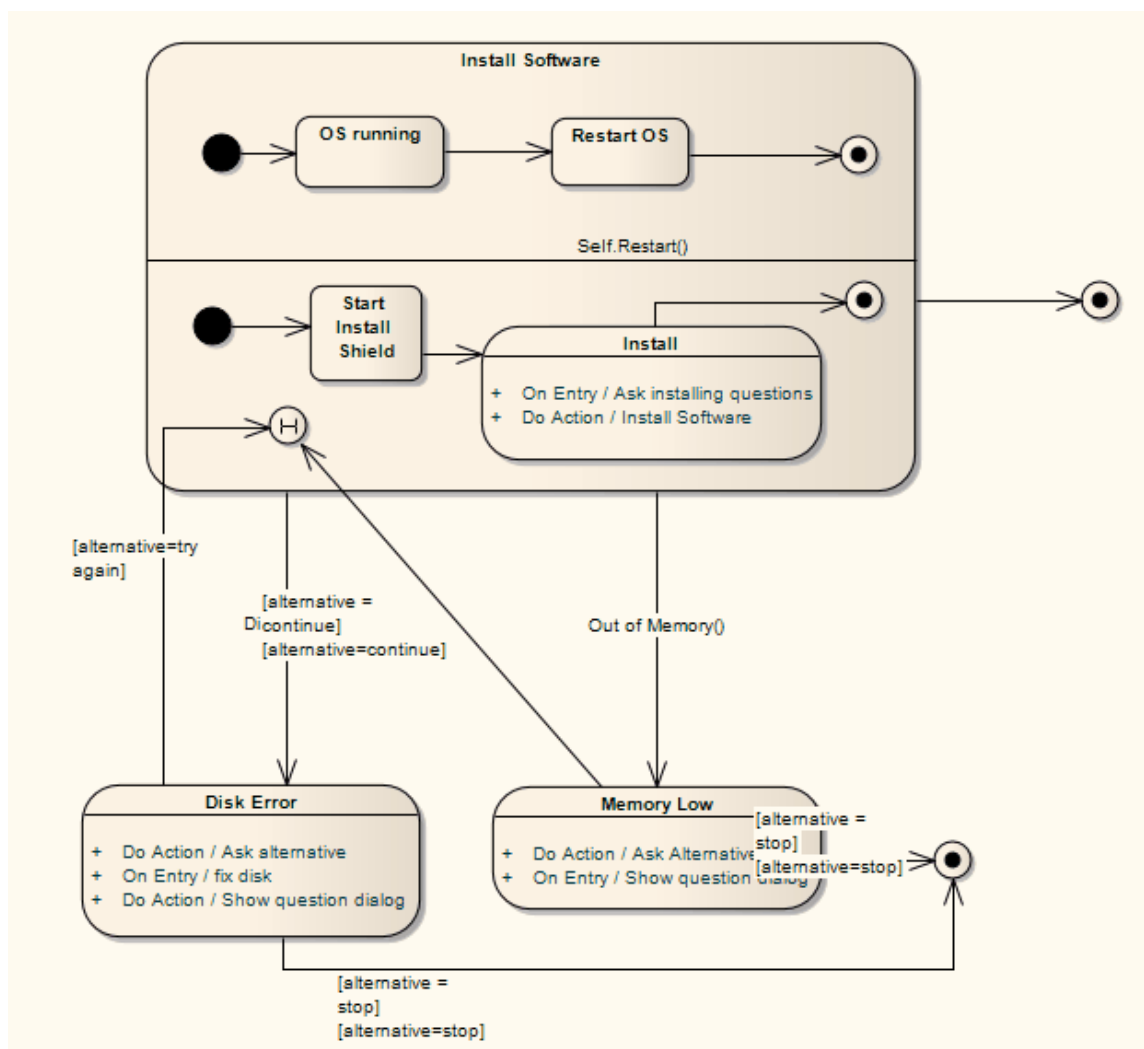 Install Software
OS running
Restart OS
Self.Restart()
Start
Install
Shield
Install
+ On Entry / Ask installing questions
+ Do Action / Install Software
H
[alternative=try
again]
[alternative =
Dicontinue]
[alternative=continue]
Out of Memory()
Disk Error
+ Do Action / Ask alternative
+ On Entry / fix disk
+ Do Action / Show question dialog
Memory Low
+ Do Action / Ask Alternative
+ On Entry / Show question dialog
[alternative =
stop]
[alternative=stop]
[alternative =
stop]
[alternative=stop]